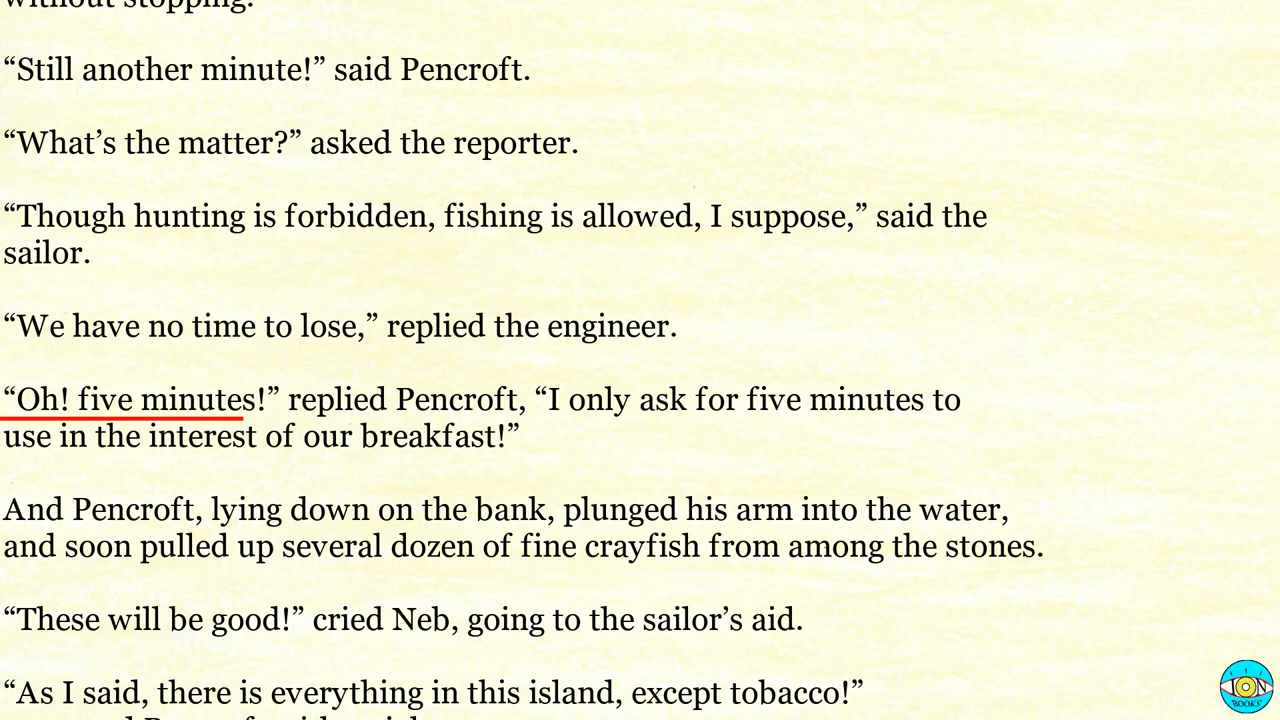 without stopping.
“Still another minute!” said Pencroft.
“What’s the matter?” asked the reporter.
“Though hunting is forbidden, fishing is allowed, I suppose,” said the
sailor.
“We have no time to lose,” replied the engineer.
“Oh! five minutes!” replied Pencroft, “I only ask for five minutes to
use in the interest of our breakfast!”
And Pencroft, lying down on the bank, plunged his arm into the water,
and soon pulled up several dozen of fine crayfish from among the stones.
“These will be good!” cried Neb, going to the sailor’s aid.
“As I said, there is everything in this island, except tobacco!”
ION
BOOKS